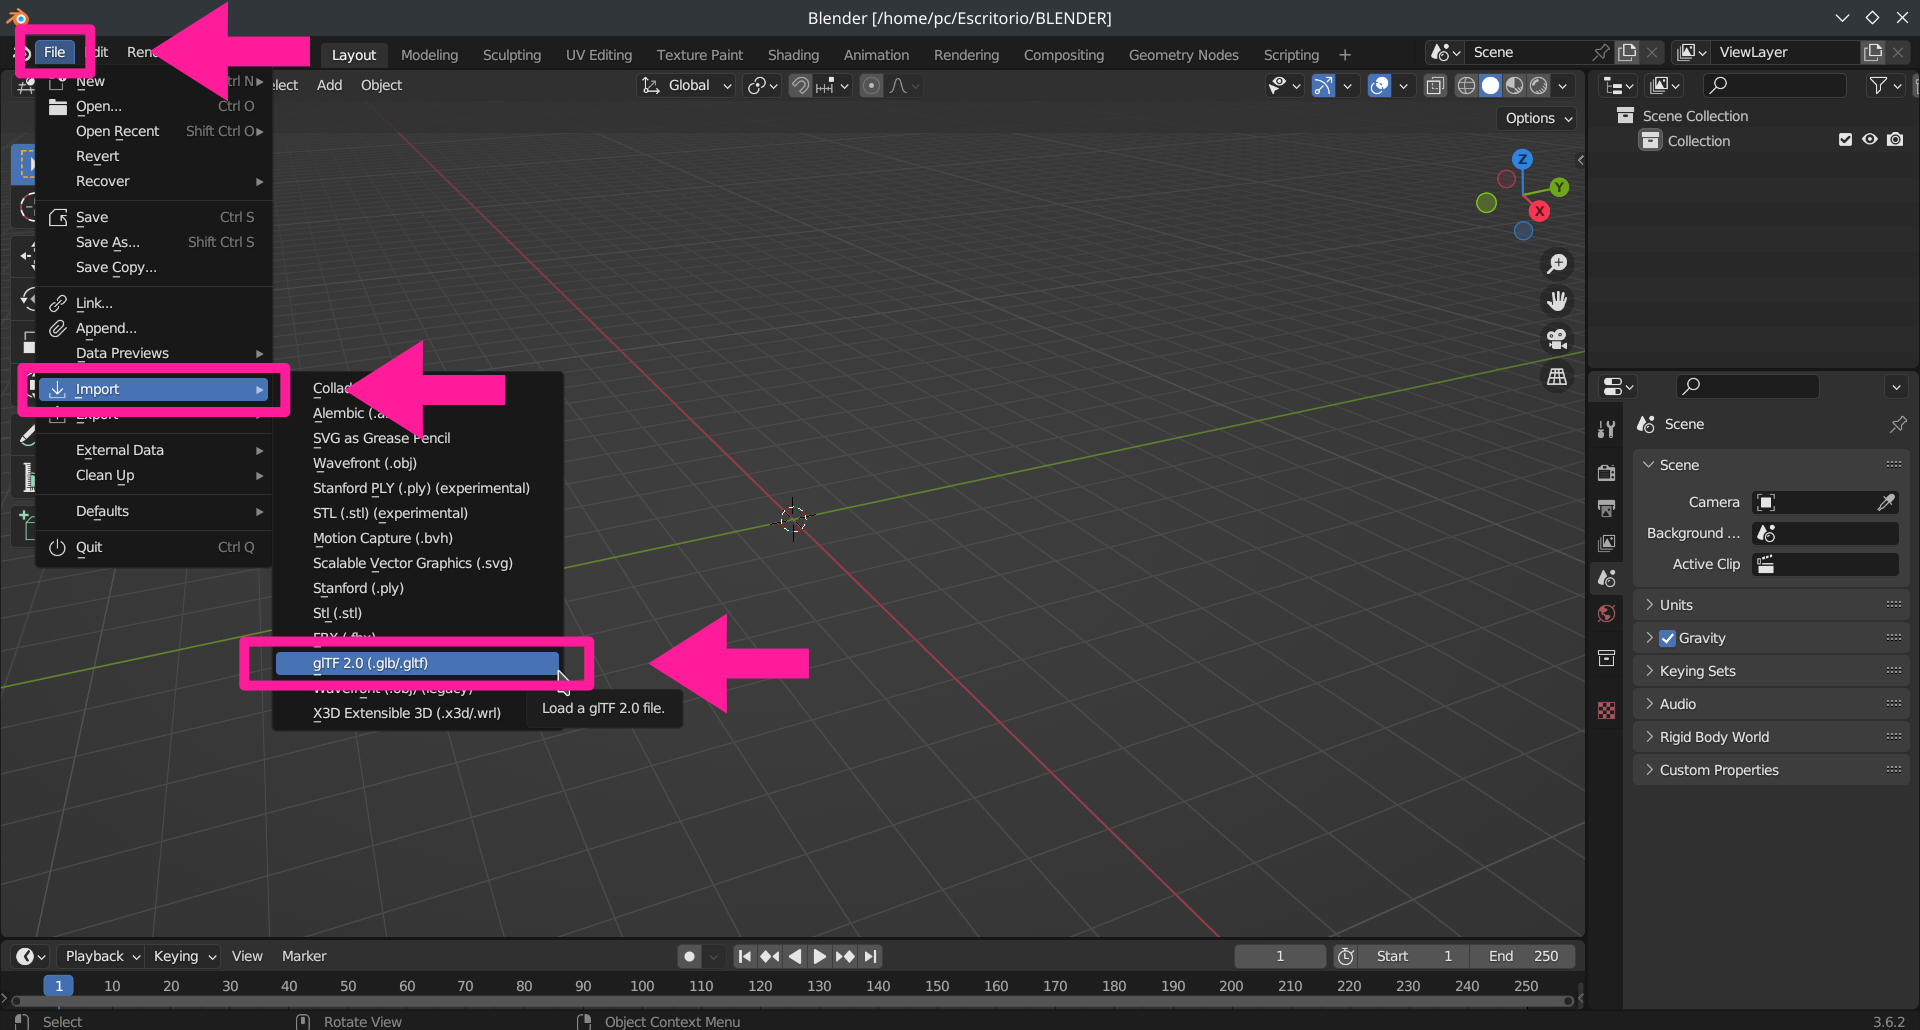 Blender [/home/pc/Escritorio/BLENDER]
File
Layout Modeling Sculpting UV Editing Texture Paint Shading Animation Rendering Compositing Geometry Nodes Scripting +
Scene
ViewLayer
New
Open... Ctrl O
Open Recent Shift Ctrl O
Revert
Recover
Save Ctrl S
Save As... Shift Ctrl S
Save Copy...
Link...
Append...
Data Previews
Import
Export
External Data
Clean Up
Defaults
Quit Ctrl Q
Add Object
Global
Options
Z
Y
X
SVG as Grease Pencil
Wavefront (.obj)
Stanford PLY (.ply) (experimental)
STL (.stl) (experimental)
Motion Capture (.bvh)
Scalable Vector Graphics (.svg)
Stanford (.ply)
Stl (.stl)
FBX (.fbx)
glTF 2.0 (.glb/.gltf)
Wavefront (.obj) (legacy)
X3D Extensible 3D (.x3d/.wrl)
Load a glTF 2.0 file.
Scene Collection
Collection
Scene
Scene
Camera
Background ...
Active Clip
Units
Gravity
Keying Sets
Audio
Rigid Body World
Custom Properties
Playback Keying View Marker
1 Start 1 End 250
1 10 20 30 40 50 60 70 80 90 100 110 120 130 140 150 160 170 180 190 200 210 220 230 240 250
Select Rotate View Object Context Menu 3.6.2